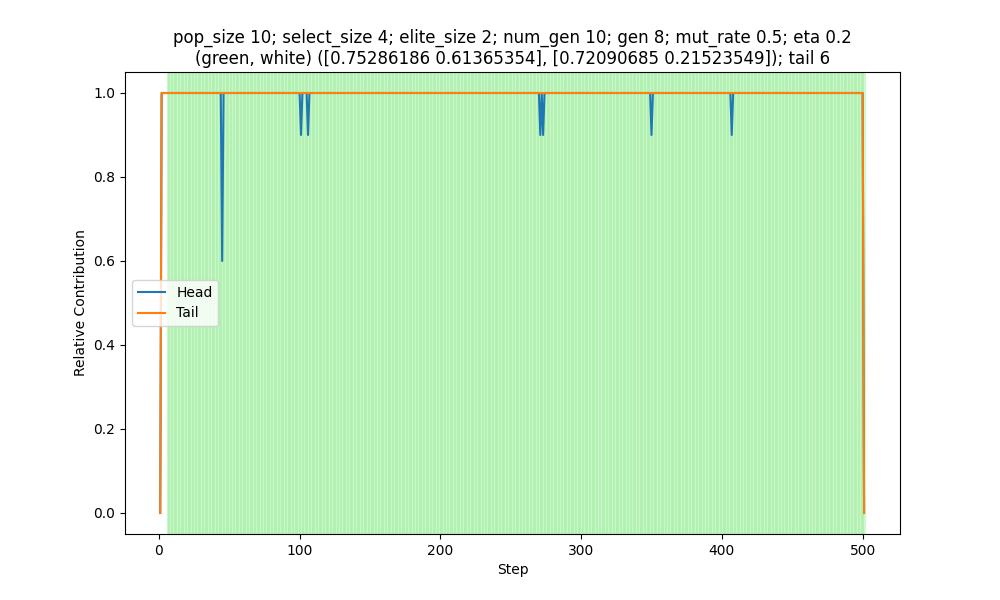 pop_size 10; select_size 4; elite_size 2; num_gen 10; gen 8; mut_rate 0.5; eta 0.2
(green, white) ([0.75286186 0.61365354], [0.72090685 0.21523549]); tail 6
1.0
0.8
0.6
0.4
0.2
0.0
Relative Contribution
Head
Tail
0
100
200
300
400
500
Step